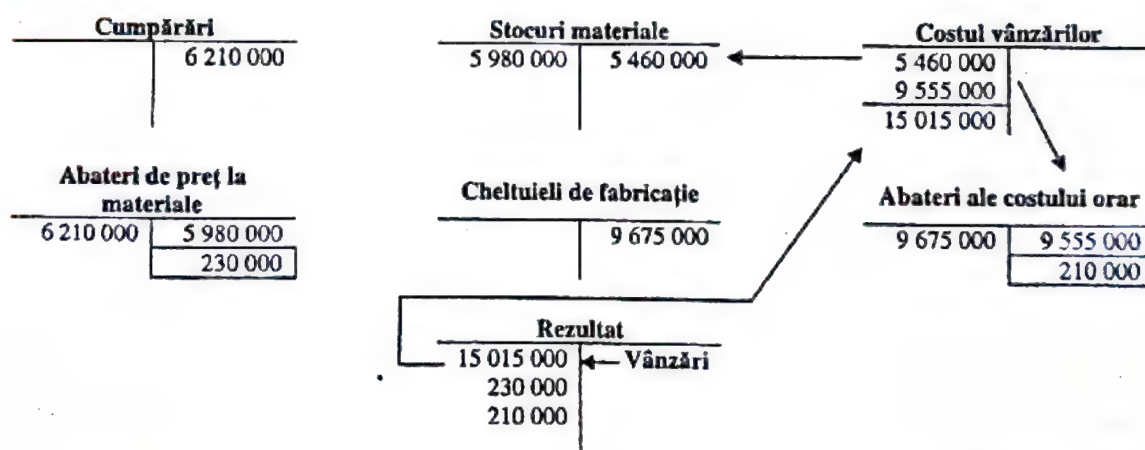 Cumpărări
6 210 000
Stocuri materiale
5 980 000 5 460 000
Costul vânzărilor
5 460 000
9 555 000
15 015 000
Abateri de preţ la
materiale
6 210 000 5 980 000
230 000
Cheltuieli de fabricaţie
9 675 000
Abateri ale costului orar
9 675 000 9 555 000
210 000
Rezultat
15 015 000 Vânzări
230 000
210 000